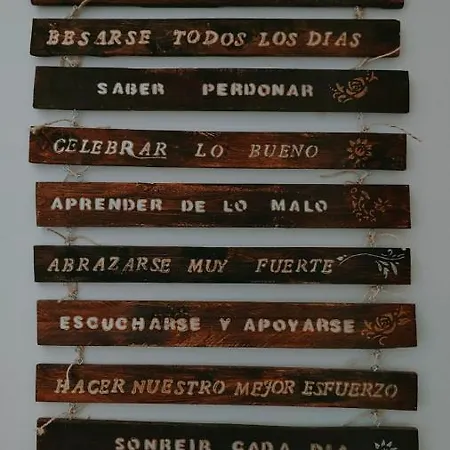 BESARSE TODOS LOS DIAS
SABER PERDONAR
CELEBRAR LO BUENO
APRENDER DE LO MALO
ABRAZARSE MUY FUERTE
ESCUCHARSE Y APOYARSE
HACER NUESTRO MEJOR ESFUERZO
SONREIR CADA DIA